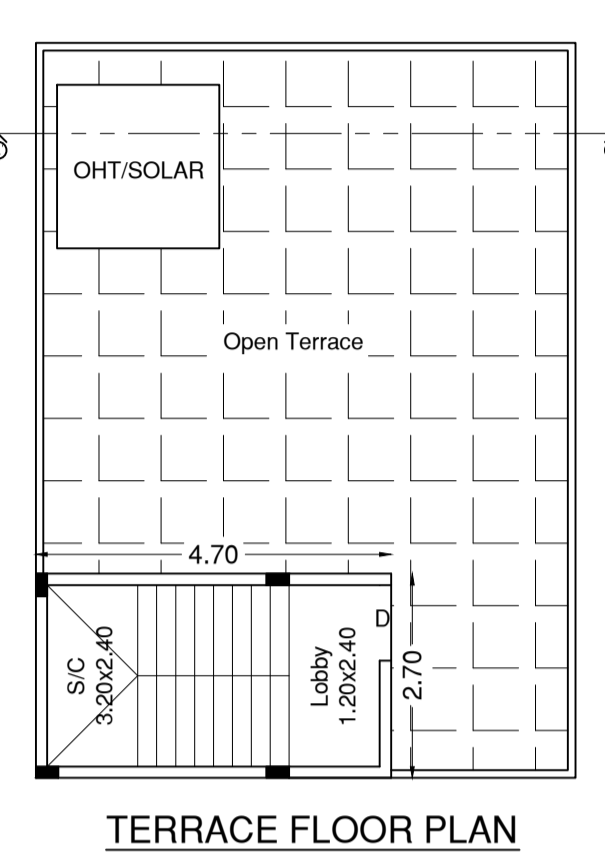 OHT/SOLAR
Open Terrace
4.70
S/C
3.20x2.40
Lobby
1.20x2.40
D
2.70
TERRACE FLOOR PLAN